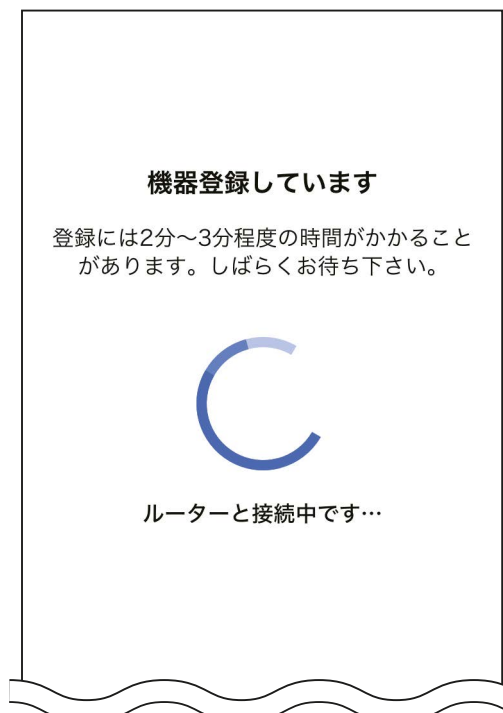 機器登録しています
登録には2分～3分程度の時間がかかること
があります。しばらくお待ち下さい。
ルーターと接続中です…